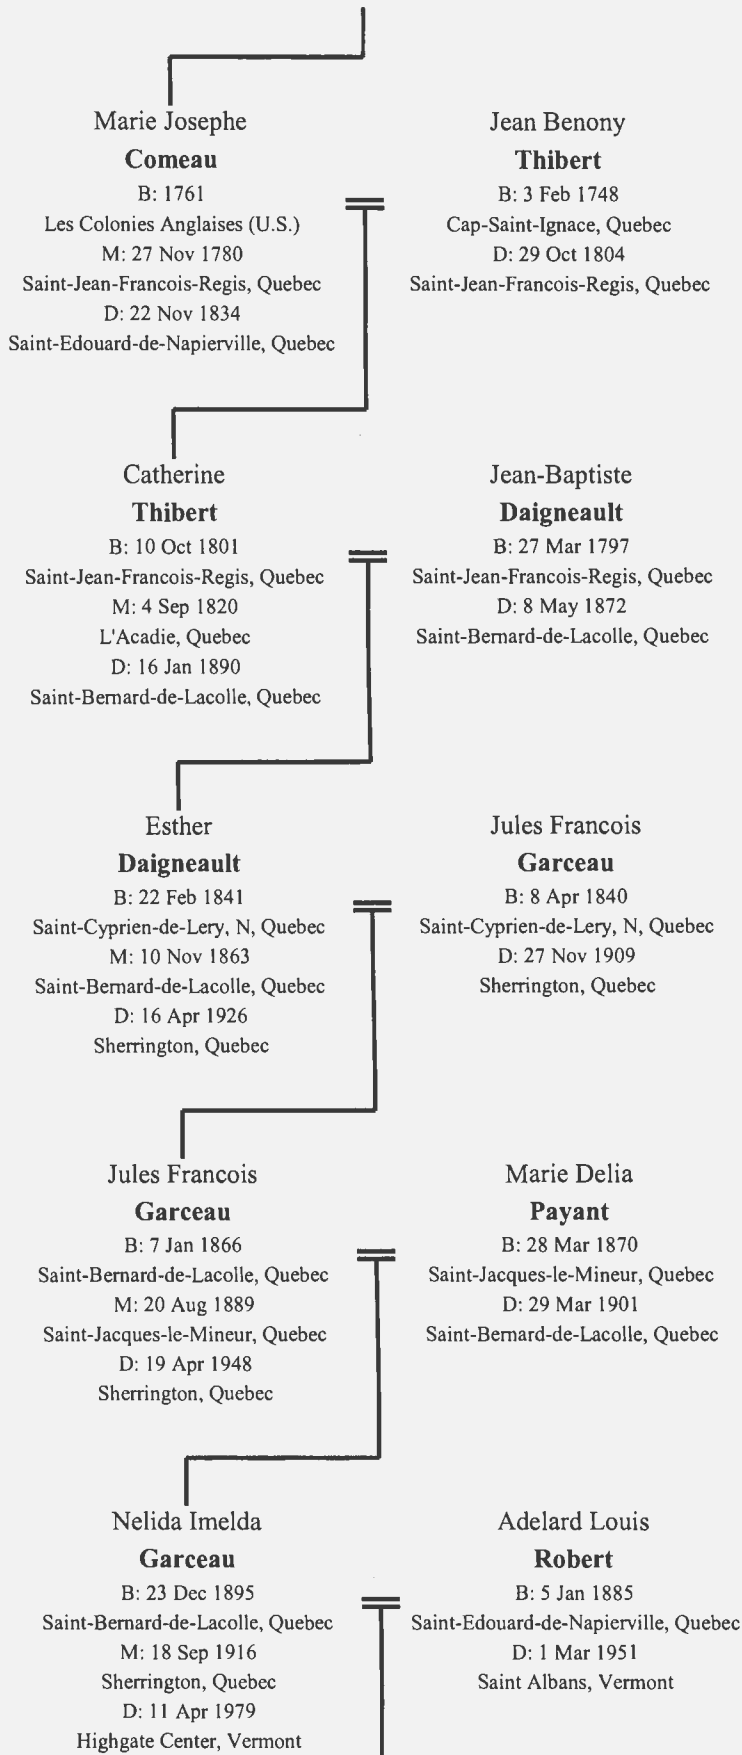 Marie Josephe
Comeau
B: 1761
Les Colonies Anglaises (U.S.)
M: 27 Nov 1780
Saint-Jean-Francois-Regis, Quebec
D: 22 Nov 1834
Saint-Edouard-de-Napierville, Quebec
Jean Benony
Thibert
B: 3 Feb 1748
Cap-Saint-Ignace, Quebec
D: 29 Oct 1804
Saint-Jean-Francois-Regis, Quebec
Catherine
Thibert
B: 10 Oct 1801
Saint-Jean-Francois-Regis, Quebec
M: 4 Sep 1820
L'Acadie, Quebec
D: 16 Jan 1890
Saint-Bernard-de-Lacolle, Quebec
Jean-Baptiste
Daigneault
B: 27 Mar 1797
Saint-Jean-Francois-Regis, Quebec
D: 8 May 1872
Saint-Bernard-de-Lacolle, Quebec
Esther
Daigneault
B: 22 Feb 1841
Saint-Cyprien-de-Lery, N, Quebec
M: 10 Nov 1863
Saint-Bernard-de-Lacolle, Quebec
D: 16 Apr 1926
Sherrington, Quebec
Jules Francois
Garceau
B: 8 Apr 1840
Saint-Cyprien-de-Lery, N, Quebec
D: 27 Nov 1909
Sherrington, Quebec
Jules Francois
Garceau
B: 7 Jan 1866
Saint-Bernard-de-Lacolle, Quebec
M: 20 Aug 1889
Saint-Jacques-le-Mineur, Quebec
D: 19 Apr 1948
Sherrington, Quebec
Marie Delia
Payant
B: 28 Mar 1870
Saint-Jacques-le-Mineur, Quebec
D: 29 Mar 1901
Saint-Bernard-de-Lacolle, Quebec
Nelida Imelda
Garceau
B: 23 Dec 1895
Saint-Bernard-de-Lacolle, Quebec
M: 18 Sep 1916
Sherrington, Quebec
D: 11 Apr 1979
Highgate Center, Vermont
Adelard Louis
Robert
B: 5 Jan 1885
Saint-Edouard-de-Napierville, Quebec
D: 1 Mar 1951
Saint Albans, Vermont